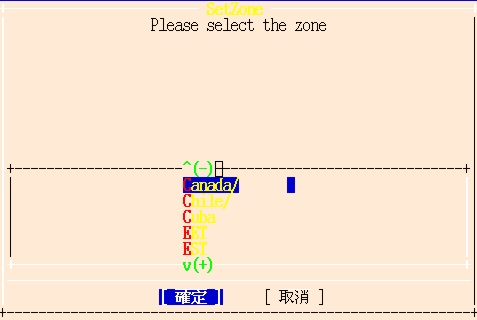 SetZone
Please select the zone
^(-)
Canada/
Chile/
Cuba
EET
EST
v(+)
確定 [ 取消 ]